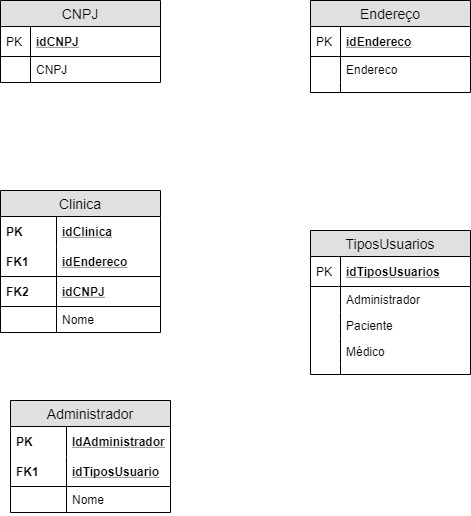 CNPJ
PK idCNPJ
CNPJ
Endereço
PK idEndereco
Endereco
Clinica
PK idClinica
FK1 idEndereco
FK2 idCNPJ
Nome
TiposUsuarios
PK idTiposUsuarios
Administrador
Paciente
Médico
Administrador
PK IdAdministrador
FK1 idTiposUsuario
Nome